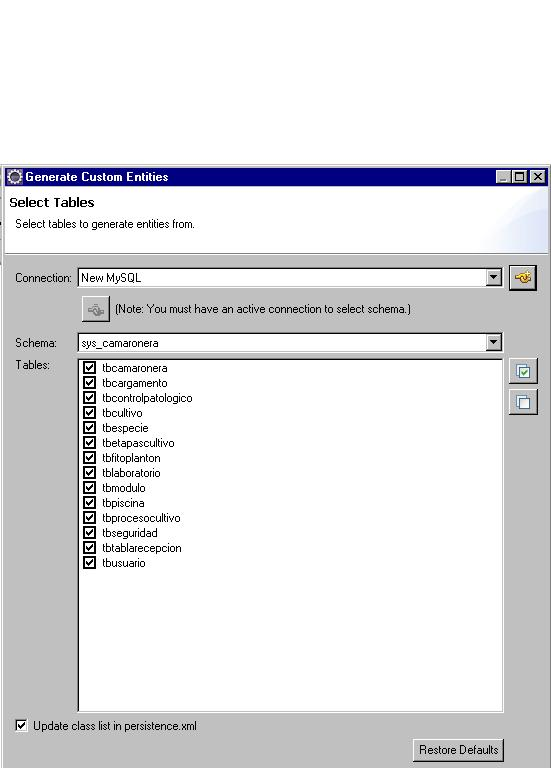 Generate Custom Entities
Select Tables
Select tables to generate entities from.
Connection: New MySQL
(Note: You must have an active connection to select schema.)
Schema: sys_camaronera
Tables:
tbcamaronera
tbcargamento
tbcontrolpatologico
tbcultivo
tbespecie
tbetapascultivo
tbfitoplanton
tblaboratorio
tbmodulo
tbpiscina
tbprocesocultivo
tbseguridad
tbtablarecepcion
tbusuario
Update class list in persistence.xml
Restore Defaults